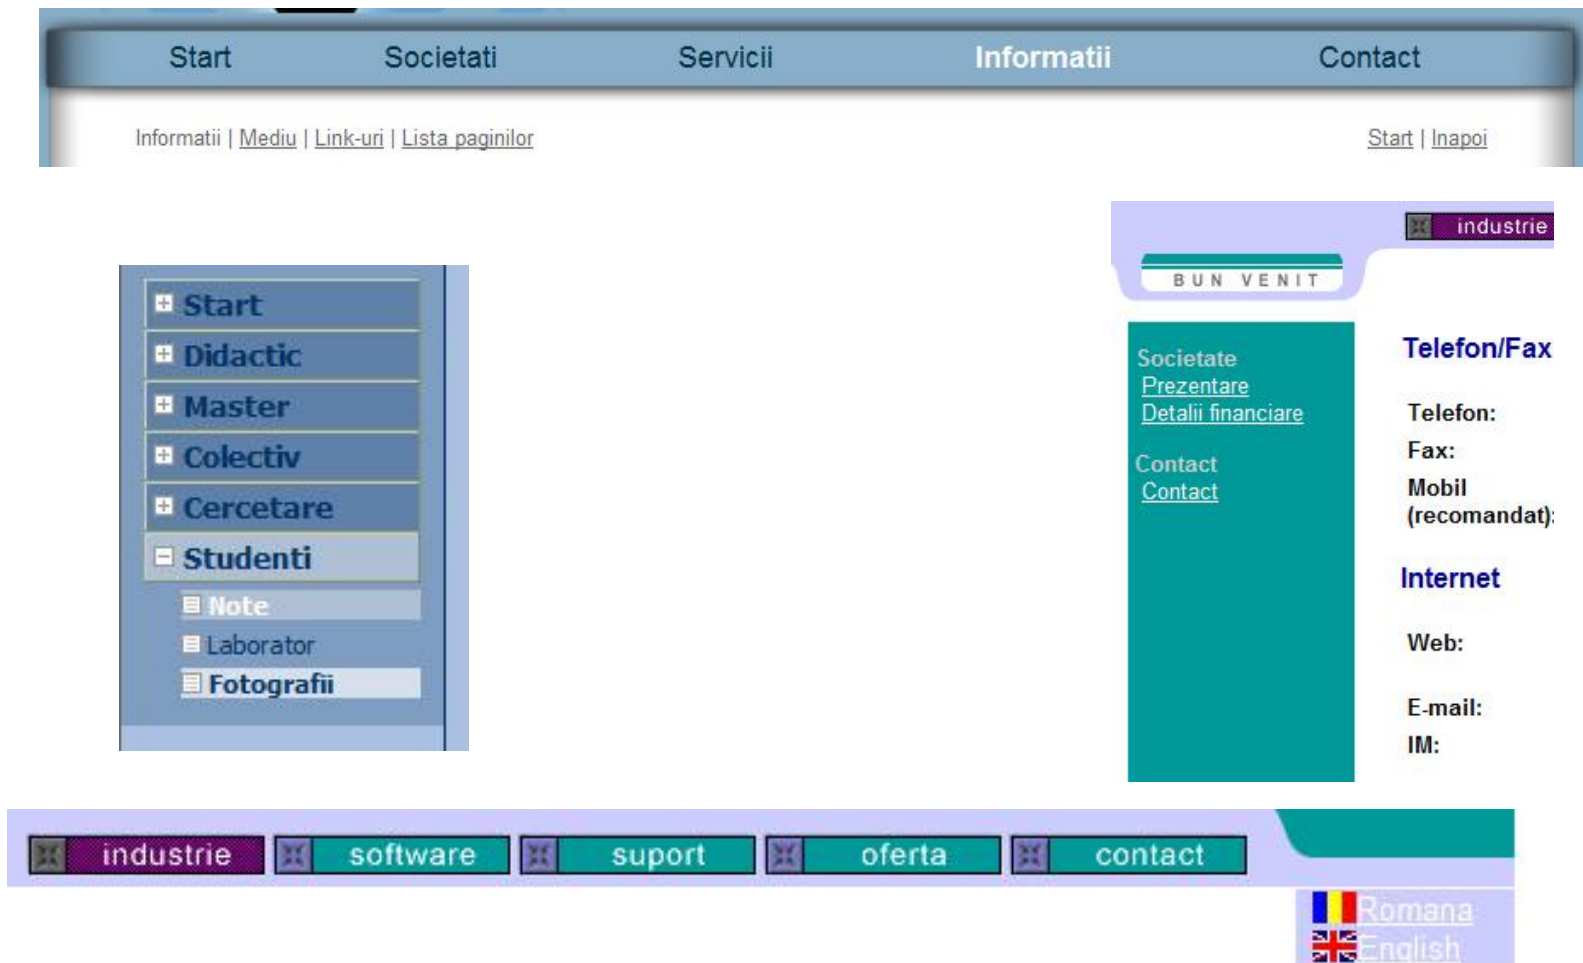 Start Societati Servicii Informatii Contact
Informatii | Mediu | Link-uri | Lista paginilor Start | Inapoi
Start
Didactic
Master
Colectiv
Cercetare
Studenti
Note
Laborator
Fotografii
industrie
BUN VENIT
Societate
Prezentare
Detalii financiare
Contact
Contact
Telefon/Fax
Telefon:
Fax:
Mobil
(recomandat):
Internet
Web:
E-mail:
IM:
industrie software suport oferta contact
Romana
English